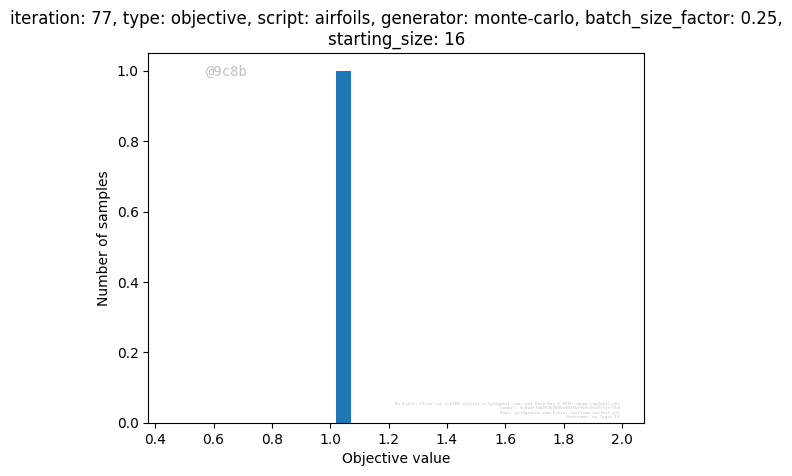 iteration: 77, type: objective, script: airfoils, generator: monte-carlo, batch_size_factor: 0.25,
starting_size: 16
@9c8b
1.0
0.8
0.6
0.4
0.2
0.0
Number of samples
0.4 0.6 0.8 1.0 1.2 1.4 1.6 1.8 2.0
Objective value